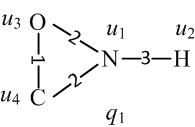 u₃ O 2 u₁ u₂
1 N 3 H
u₄ C 2 q₁